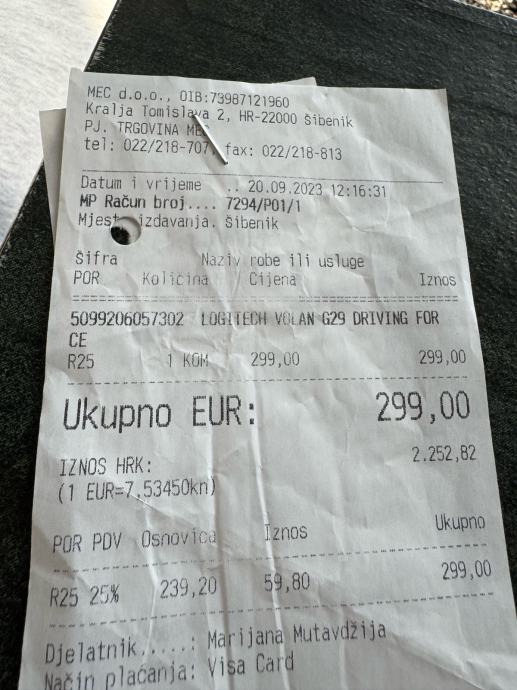 MEC d.o.o., OIB:73987121960
Kralja Tomislava 2, HR-22000 Šibenik
PJ. TRGOVINA
tel: 022/218-707, fax: 022/218-813
Datum i vrijeme .. 20.09.2023 12:16:31
MP Račun broj.... 7294/P01/1
izdavanja. Šibenik
Šifra Naziv robe ili usluge
POR Količina / Cijena Iznos
5099206057302 LOGITECH VOLAN G29 DRIVING FOR
CE
R25 1 KOM 299,00 299,00
Ukupno EUR: 299,00
IZNOS HRK: 2.252,82
(1 EUR=7,53450kn)
POR PDV Osnovica Iznos Ukupno
R25 25% 239,20 59,80 299,00
Djelatnik.....: Marijana Mutavdžija
Način plaćanja: Visa Card